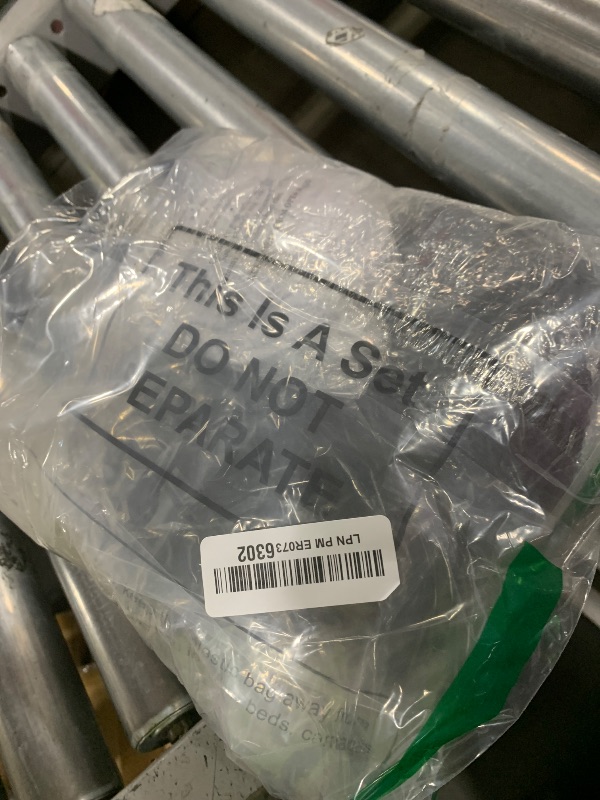 This Is A Set
DO NOT
EPARATE
LPN PM ER0736302
bag away
beds,